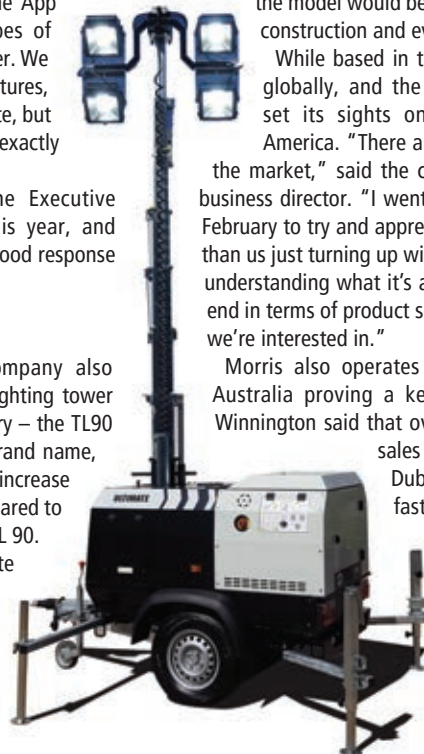 App
of
We
tures,
te, but
exactly
ne Executive
is year, and
ood response
ompany also
ghting tower
ry – the TL90
rand name,
increase
ared to
L 90.
te
the model would be
construction and ev
While based in t
globally, and the
set its sights on
America. "There a
the market," said the c
business director. "I went
February to try and appre
than us just turning up wi
understanding what it's a
end in terms of product s
we're interested in."
Morris also operates
Australia proving a ke
Winnington said that ov
sales
Dub
fast
ULTIMATE